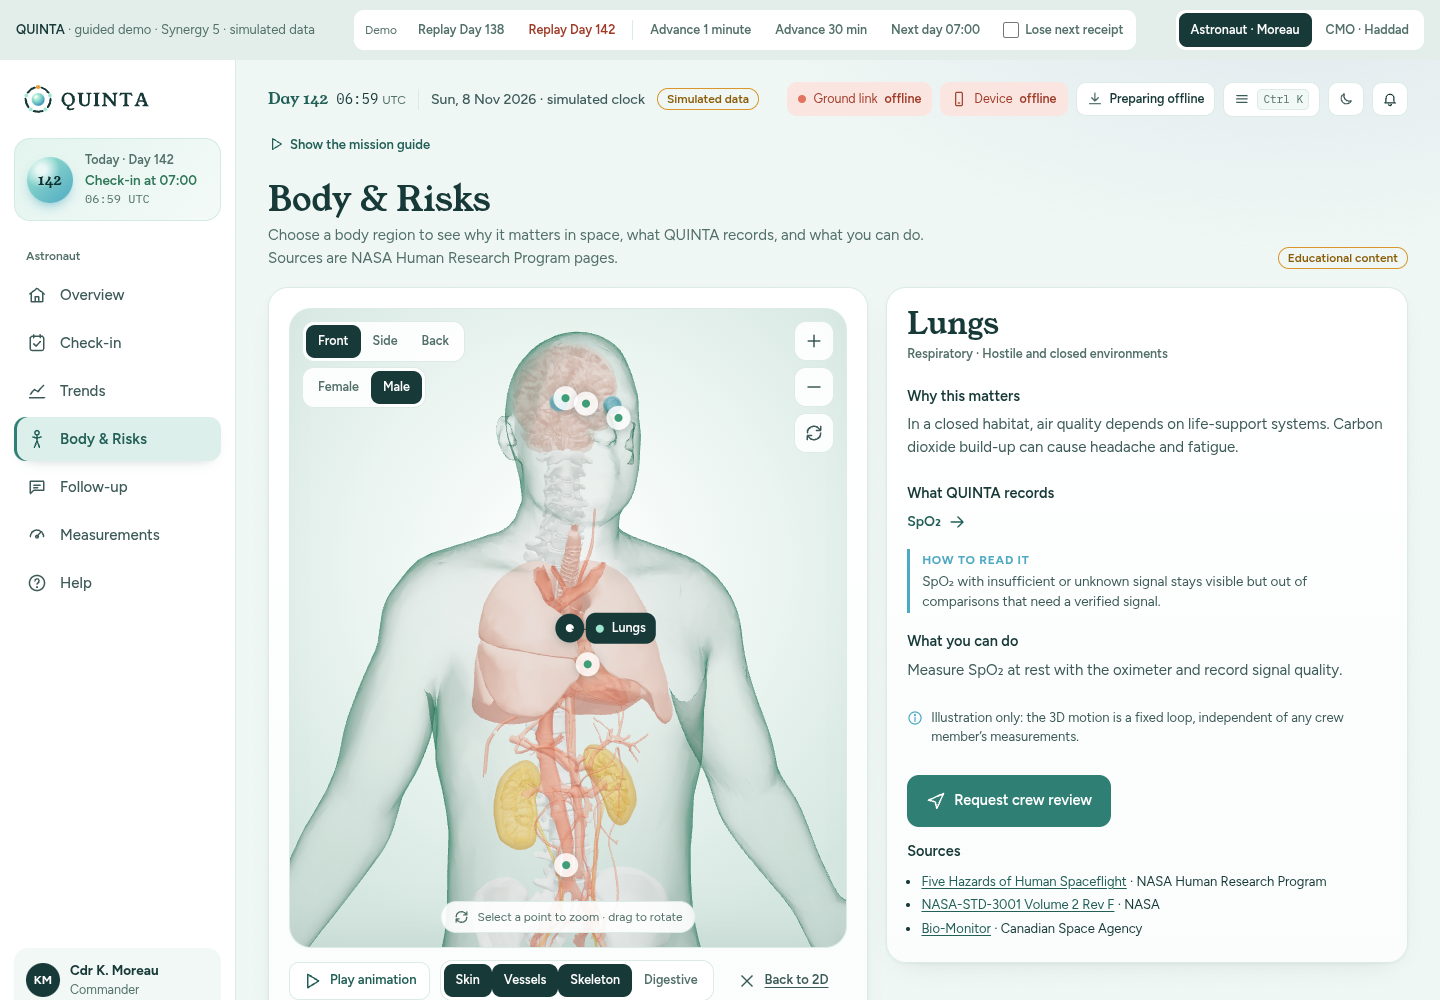 QUINTA · guided demo · Synergy 5 · simulated data
Demo Replay Day 138 Replay Day 142 Advance 1 minute Advance 30 min Next day 07:00 Lose next receipt
Astronaut · Moreau CMO · Haddad
QUINTA
142
Today · Day 142
Check-in at 07:00
06:59 UTC
Astronaut
Overview
Check-in
Trends
Body & Risks
Follow-up
Measurements
Help
KM
Cdr K. Moreau
Commander
Day 142 06:59 UTC Sun, 8 Nov 2026 · simulated clock Simulated data
Ground link offline Device offline Preparing offline Ctrl K
Show the mission guide
Body & Risks
Choose a body region to see why it matters in space, what QUINTA records, and what you can do.
Sources are NASA Human Research Program pages.
Educational content
Front Side Back
Female Male
Lungs
Select a point to zoom · drag to rotate
Play animation Skin Vessels Skeleton Digestive Back to 2D
Lungs
Respiratory · Hostile and closed environments
Why this matters
In a closed habitat, air quality depends on life-support systems. Carbon
dioxide build-up can cause headache and fatigue.
What QUINTA records
SpO₂
HOW TO READ IT
SpO₂ with insufficient or unknown signal stays visible but out of
comparisons that need a verified signal.
What you can do
Measure SpO₂ at rest with the oximeter and record signal quality.
Illustration only: the 3D motion is a fixed loop, independent of any crew
member’s measurements.
Request crew review
Sources
• Five Hazards of Human Spaceflight · NASA Human Research Program
• NASA-STD-3001 Volume 2 Rev F · NASA
• Bio-Monitor · Canadian Space Agency